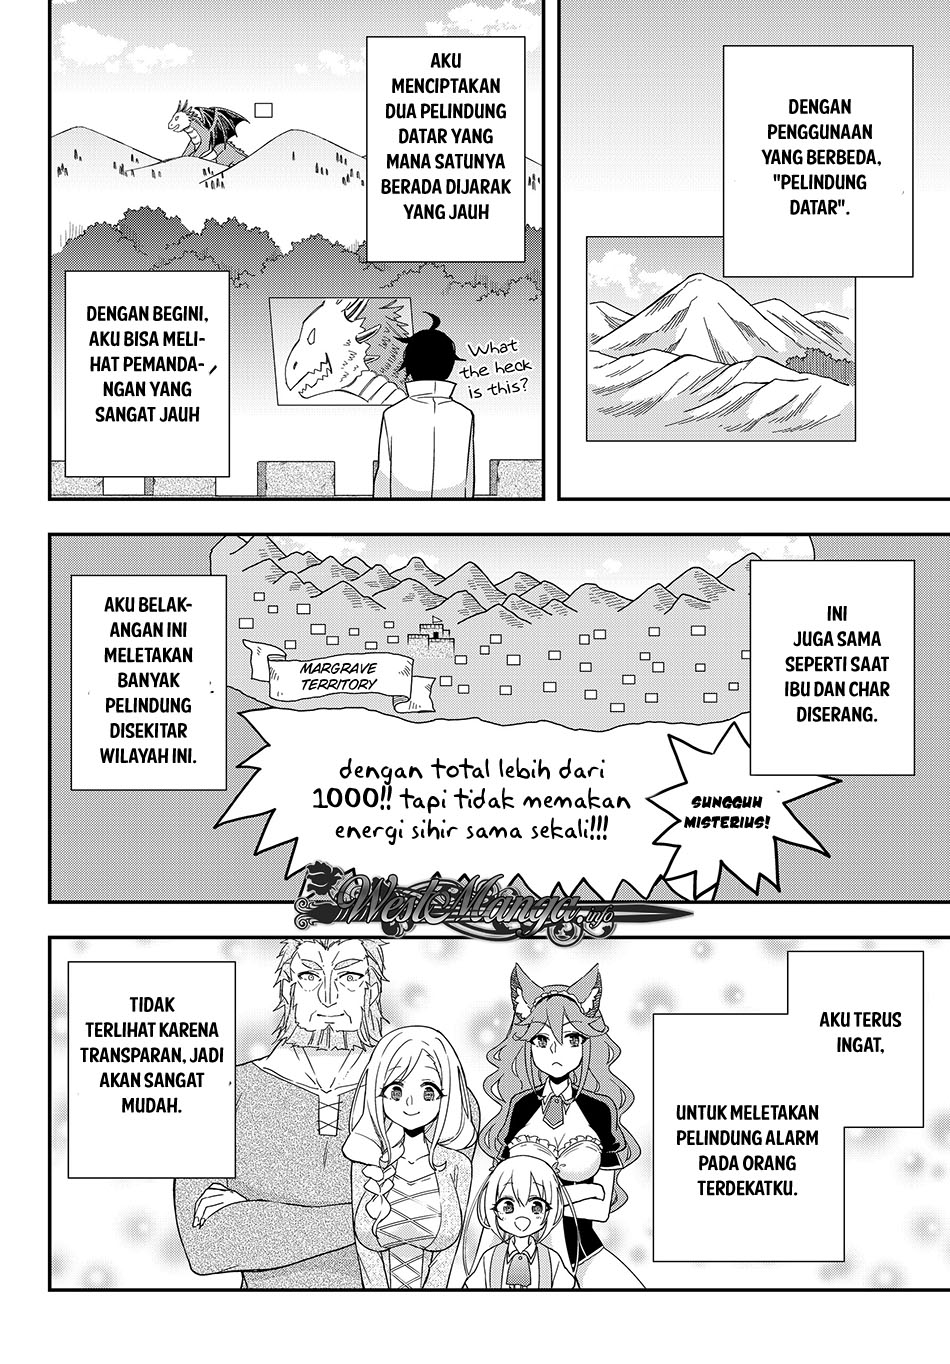 DENGAN
PENGGUNAAN
YANG BERBEDA,
"PELINDUNG
DATAR".
AKU
MENCIPTAKAN
DUA PELINDUNG
DATAR YANG
MANA SATUNYA
BERADA DIJARAK
YANG JAUH
DENGAN BEGINI,
AKU BISA MELI-
HAT PEMANDA-
NGAN YANG
SANGAT JAUH
What
the heck
is this?
INI
JUGA SAMA
SEPERTI SAAT
IBU DAN CHAR
DISERANG.
AKU BELAK-
ANGAN INI
MELETAKAN
BANYAK
PELINDUNG
DISEKITAR
WILAYAH INI.
MARGRAVE
TERRITORY
dengan total lebih dari
1000!! tapi tidak memakan
energi sihir sama sekali!!!
SUNGGUH
MISTERIUS!
WestManga.info
AKU TERUS
INGAT,
UNTUK MELETAKAN
PELINDUNG ALARM
PADA ORANG
TERDEKATKU.
TIDAK
TERLIHAT KARENA
TRANSPARAN, JADI
AKAN SANGAT
MUDAH.